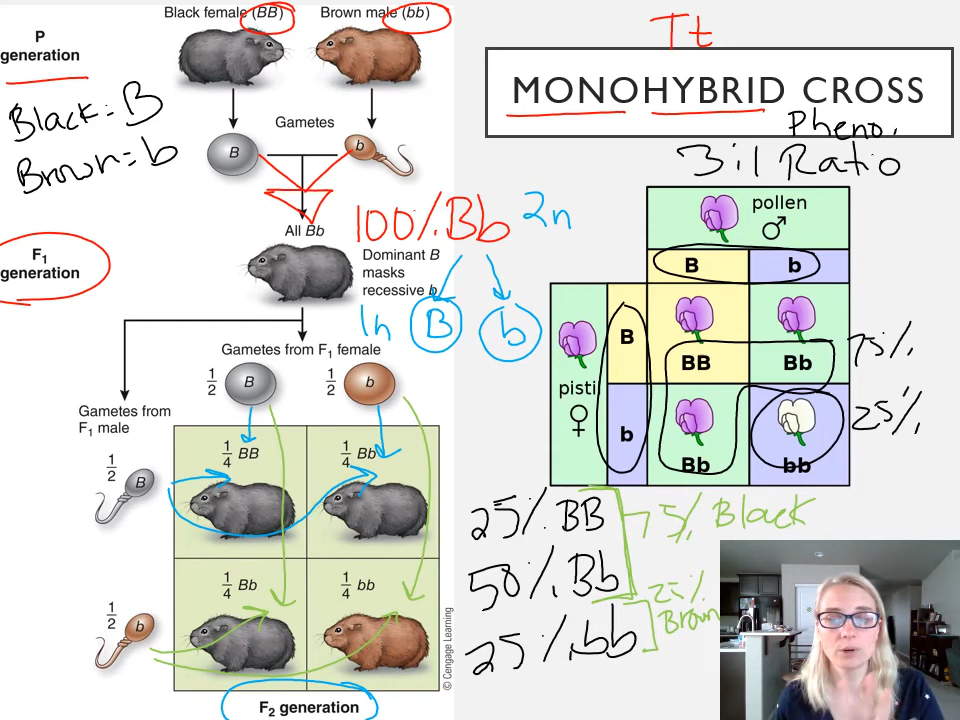 Black female (BB)
Brown male (bb)
P
generation
Black = B
Brown = b
Gametes
B
b
All Bb
F1
generation
Dominant B
masks
recessive b
Gametes from F1 female
1/2 B
1/2 b
Gametes from
F1 male
1/2
B
1/4 BB
1/4 Bb
1/2
b
1/4 Bb
1/4 bb
F2 generation
© Cengage Learning
Tt
MONOHYBRID CROSS
Pheno.
3:1 Ratio
100% Bb 2n
1n B b
pollen
♂
B b
pistil
♀
B
BB
Bb
75%
b
Bb
bb
25%
25% BB
50% Bb
25% bb
75% Black
25%
Brown